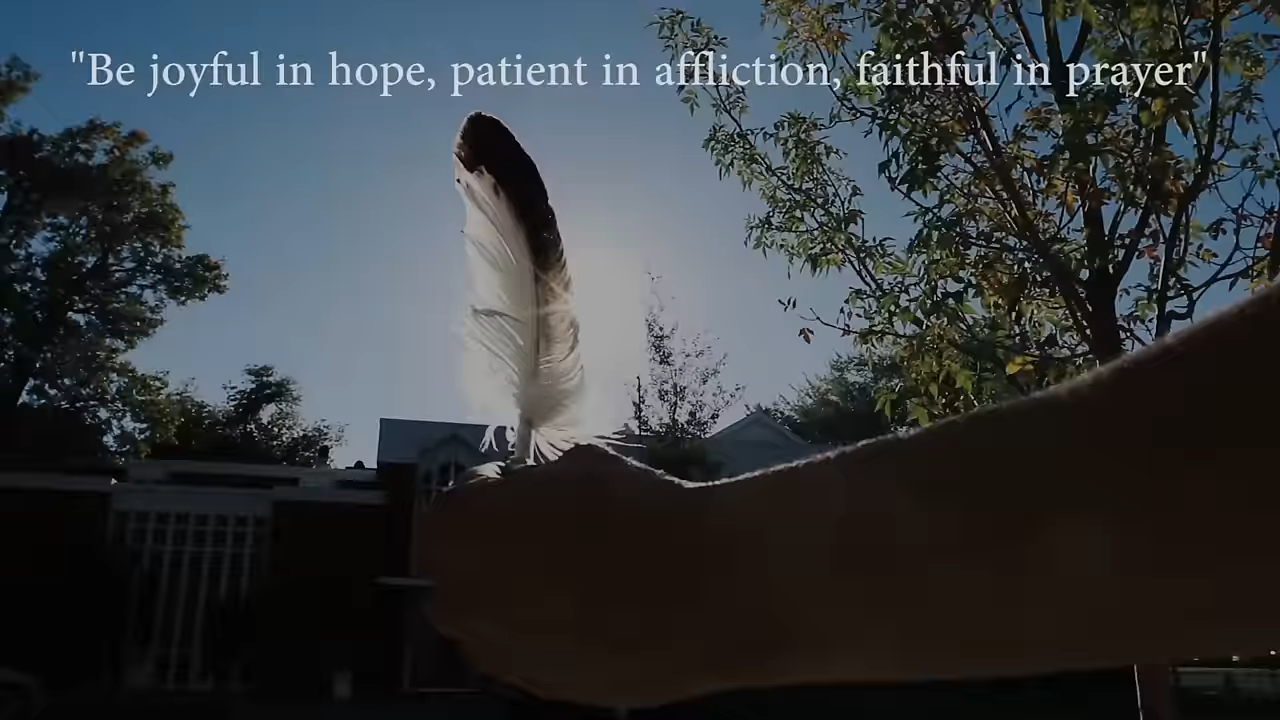 "Be joyful in hope, patient in affliction, faithful in prayer"